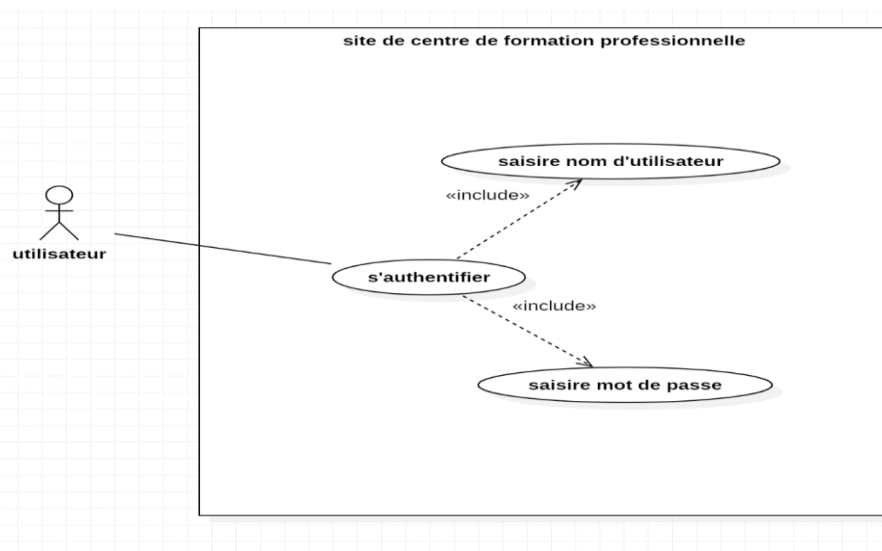 site de centre de formation professionnelle
saisire nom d'utilisateur
«include»
utilisateur
s'authentifier
«include»
saisire mot de passe